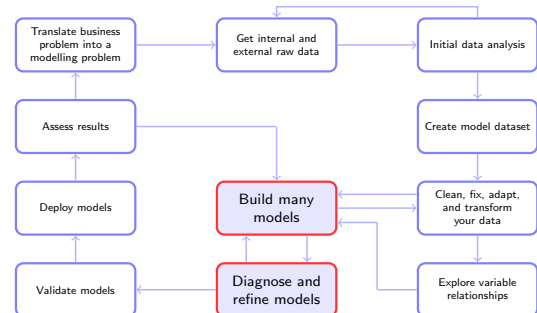 Translate business
problem into a
modelling problem
Get internal and
external raw data
Initial data analysis
Assess results
Create model dataset
Deploy models
Build many
models
Clean, fix, adapt,
and transform
your data
Validate models
Diagnose and
refine models
Explore variable
relationships